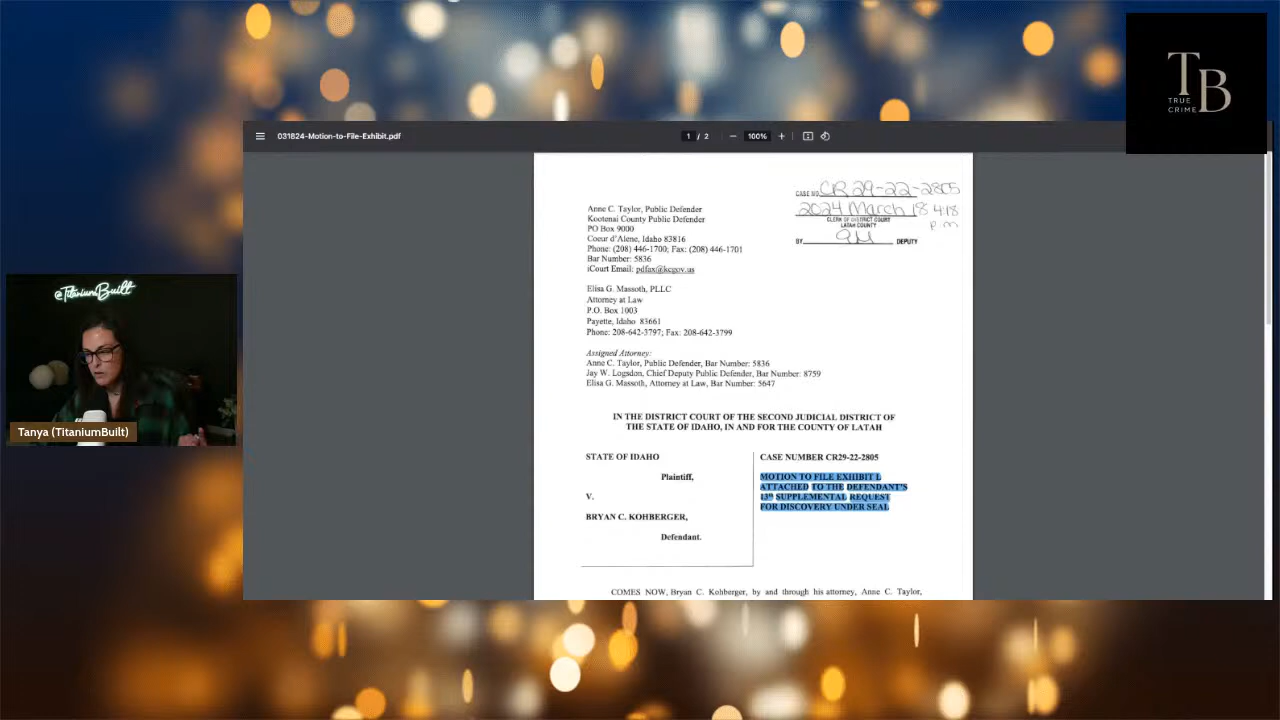 T
B
TRUE
CRIME
031824-Motion-to-File-Exhibit.pdf
1 / 2
100%
CASE NO. CR 29-22-2805
2024 March 18 4:18
p.m
CLERK OF DISTRICT COURT
LATAH COUNTY
BY DEPUTY
Anne C. Taylor, Public Defender
Kootenai County Public Defender
PO Box 9000
Coeur d'Alene, Idaho 83816
Phone: (208) 446-1700; Fax: (208) 446-1701
Bar Number: 5836
iCourt Email: pdfax@kcgov.us
Elisa G. Massoth, PLLC
Attorney at Law
P.O. Box 1003
Payette, Idaho 83661
Phone: 208-642-3797; Fax: 208-642-3799
Assigned Attorney:
Anne C. Taylor, Public Defender, Bar Number: 5836
Jay W. Logsdon, Chief Deputy Public Defender, Bar Number: 8759
Elisa G. Massoth, Attorney at Law, Bar Number: 5647
IN THE DISTRICT COURT OF THE SECOND JUDICIAL DISTRICT OF
THE STATE OF IDAHO, IN AND FOR THE COUNTY OF LATAH
STATE OF IDAHO
Plaintiff,
V.
BRYAN C. KOHBERGER,
Defendant.
CASE NUMBER CR29-22-2805
MOTION TO FILE EXHIBIT L
ATTACHED TO THE DEFENDANT'S
13th SUPPLEMENTAL REQUEST
FOR DISCOVERY UNDER SEAL
COMES NOW, Bryan C. Kohberger, by and through his attorney, Anne C. Taylor,
@TitaniumBuilt
Tanya (TitaniumBuilt)